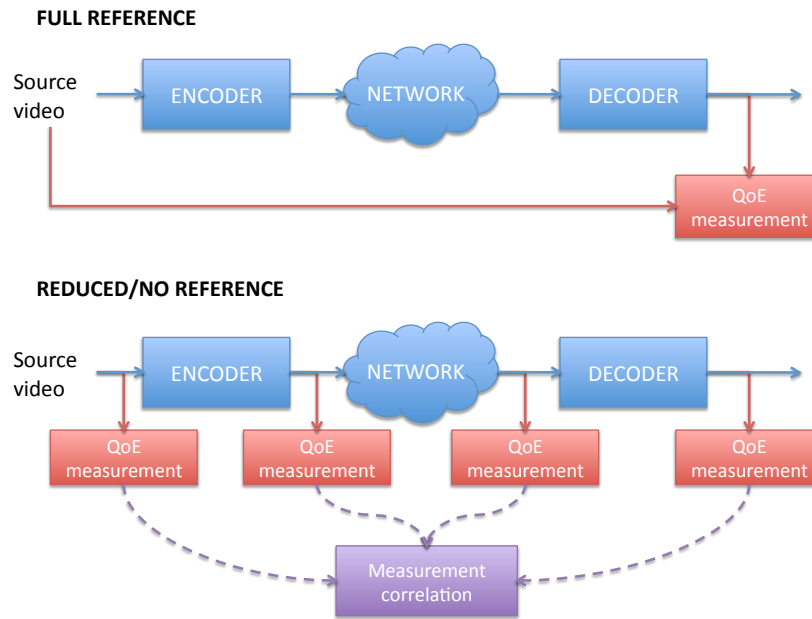 FULL REFERENCE
Source
video
ENCODER
NETWORK
DECODER
QoE
measurement
REDUCED/NO REFERENCE
Source
video
ENCODER
NETWORK
DECODER
QoE
measurement
QoE
measurement
QoE
measurement
QoE
measurement
Measurement
correlation